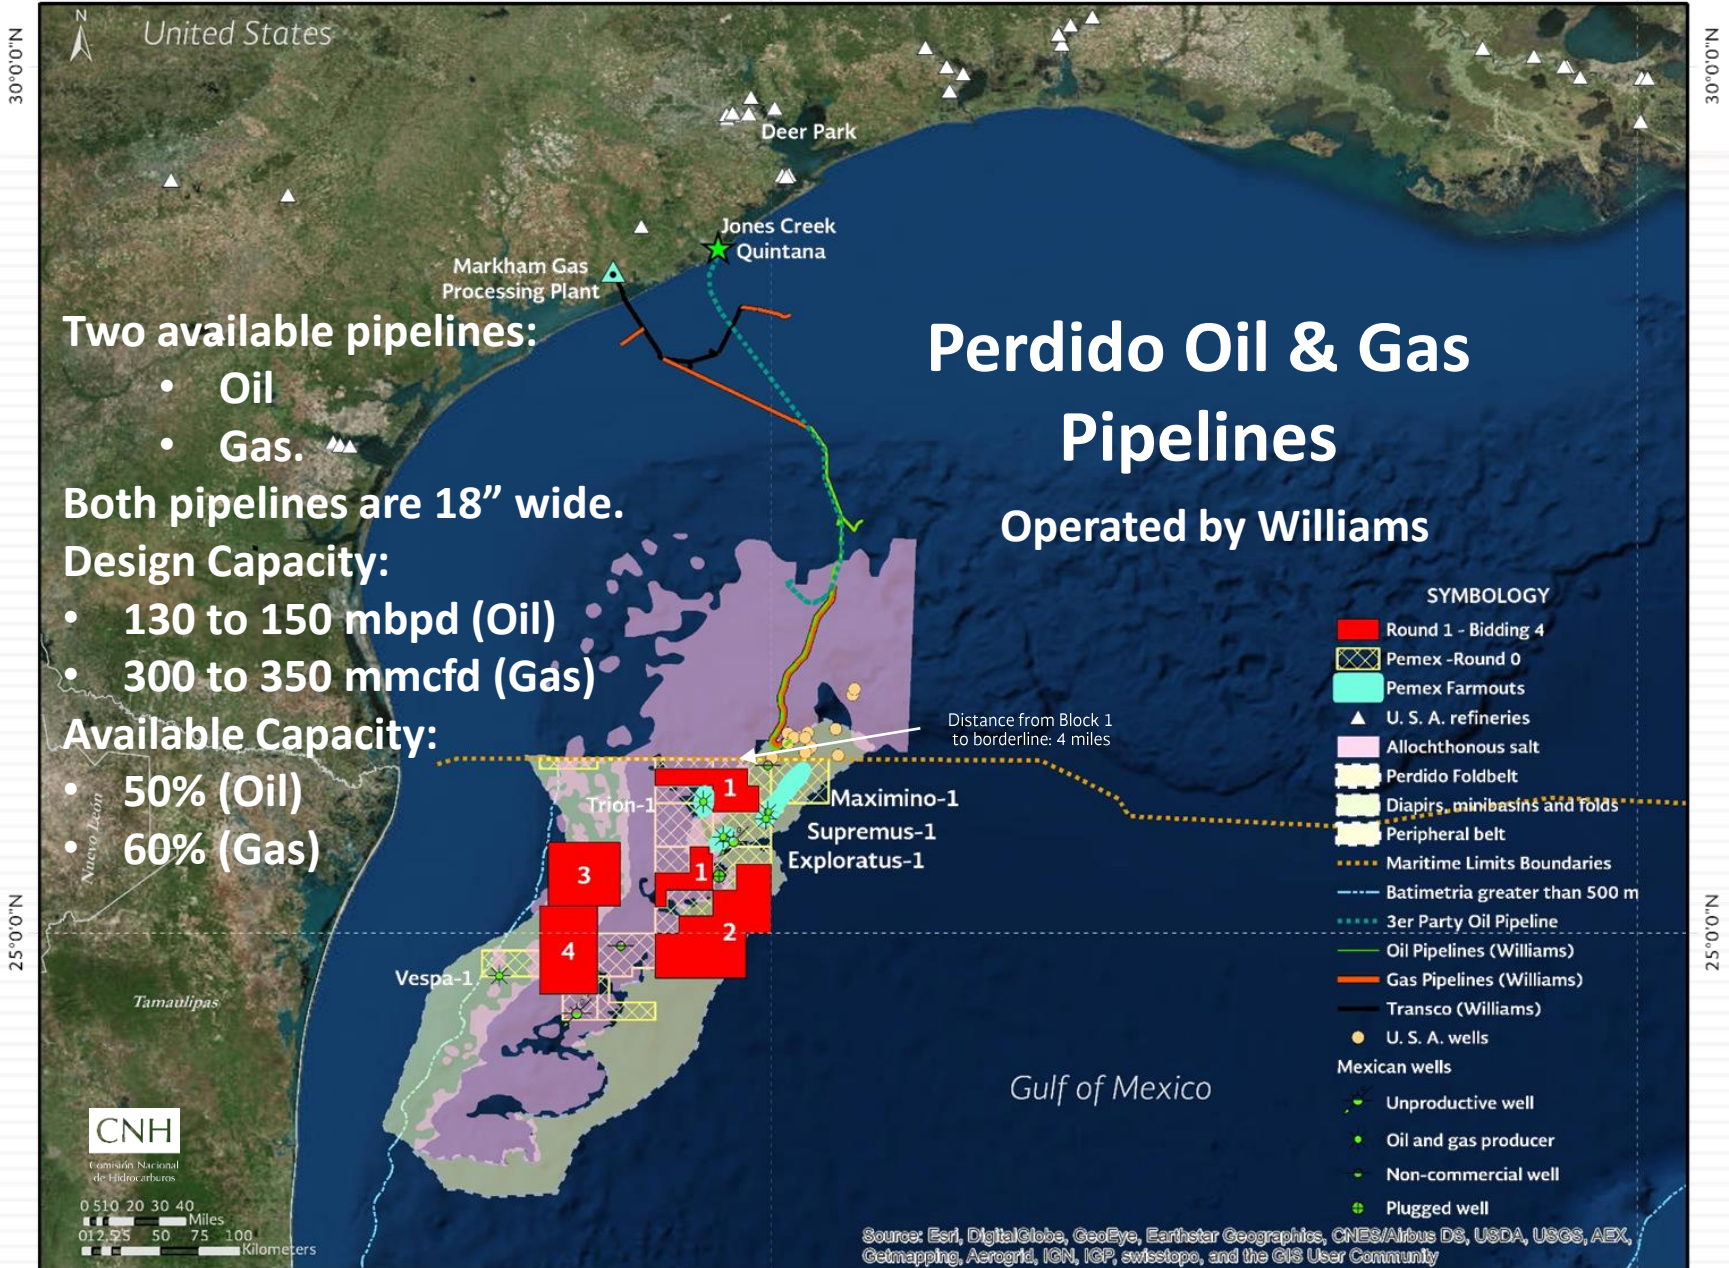 N
United States
30°0'0"N
30°0'0"N
Deer Park
Jones Creek
Quintana
Markham Gas
Processing Plant
Two available pipelines:
• Oil
• Gas.
Both pipelines are 18” wide.
Design Capacity:
• 130 to 150 mbpd (Oil)
• 300 to 350 mmcfd (Gas)
Available Capacity:
• 50% (Oil)
• 60% (Gas)
Perdido Oil & Gas
Pipelines
Operated by Williams
Distance from Block 1
to borderline: 4 miles
1
Trion-1
Maximino-1
Supremus-1
Exploratus-1
1
3
2
4
Vespa-1
Nuevo León
Tamaulipas
25°0'0"N
25°0'0"N
Gulf of Mexico
SYMBOLOGY
Round 1 - Bidding 4
Pemex -Round 0
Pemex Farmouts
U. S. A. refineries
Allochthonous salt
Perdido Foldbelt
Diapirs, minibasins and folds
Peripheral belt
Maritime Limits Boundaries
Batimetria greater than 500 m
3er Party Oil Pipeline
Oil Pipelines (Williams)
Gas Pipelines (Williams)
Transco (Williams)
U. S. A. wells
Mexican wells
Unproductive well
Oil and gas producer
Non-commercial well
Plugged well
CNH
Comisión Nacional
de Hidrocarburos
0 510 20 30 40
Miles
012.525 50 75 100
Kilometers
Source: Esri, DigitalGlobe, GeoEye, Earthstar Geographics, CNES/Airbus DS, USDA, USGS, AEX,
Getmapping, Aerogrid, IGN, IGP, swisstopo, and the GIS User Community